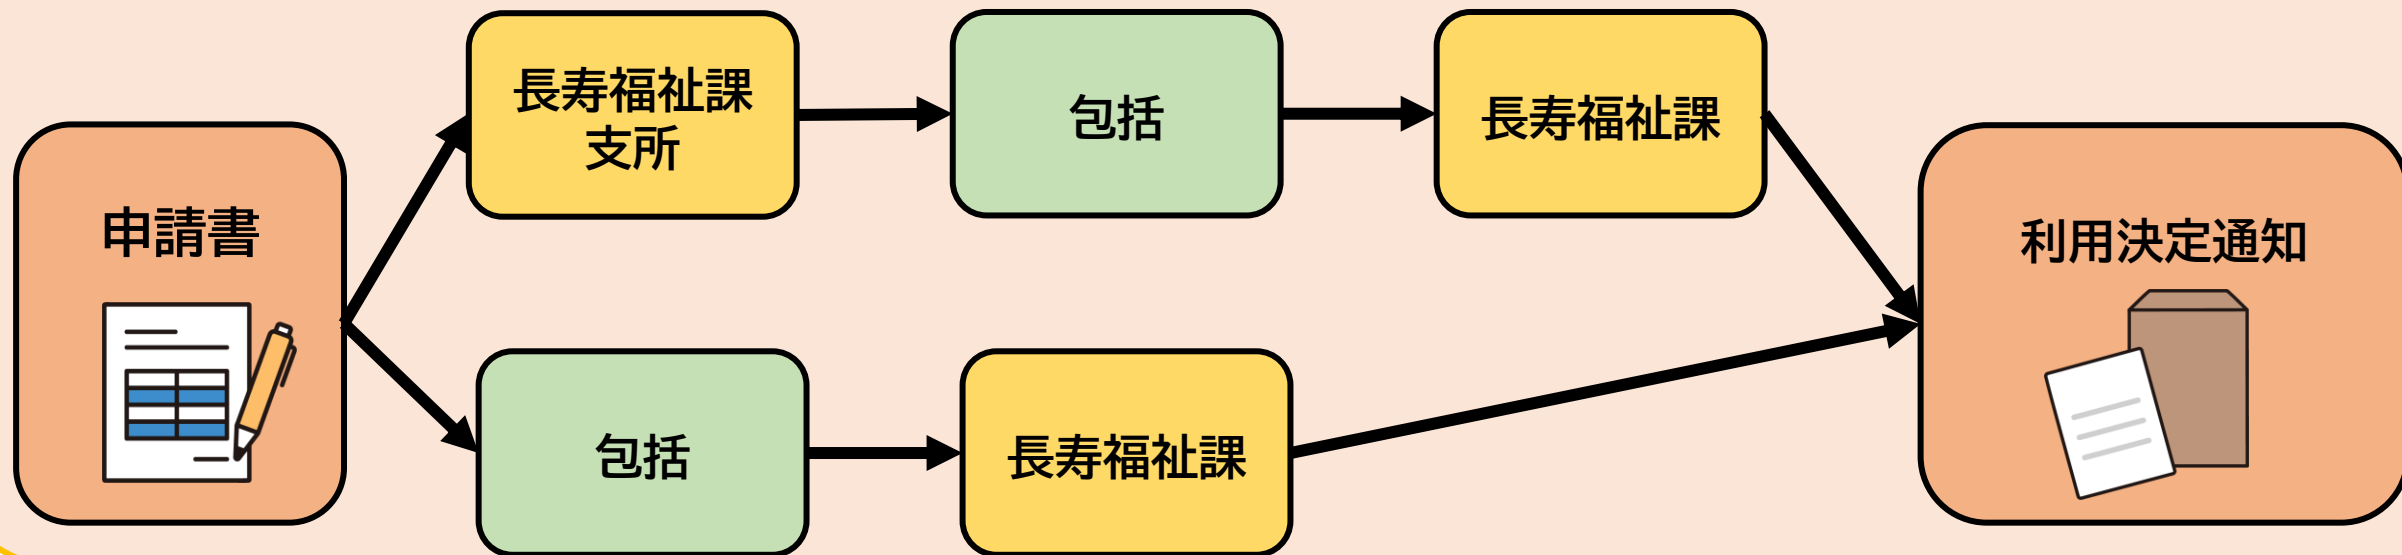 申請書
長寿福祉課
支所
包括
長寿福祉課
包括
長寿福祉課
利用決定通知